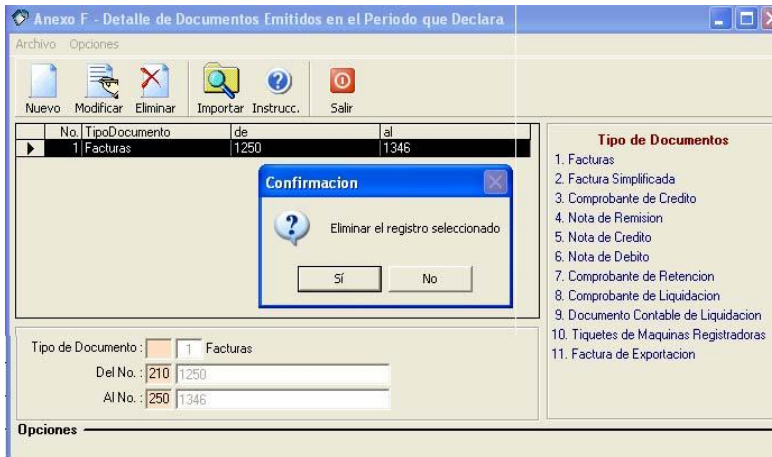 Anexo F - Detalle de Documentos Emitidos en el Periodo que Declara
Archivo Opciones
Nuevo Modificar Eliminar Importar Instrucc. Salir
No. TipoDocumento de al
1 Facturas 1250 1346
Confirmacion
Eliminar el registro seleccionado
Sí No
Tipo de Documentos
1. Facturas
2. Factura Simplificada
3. Comprobante de Credito
4. Nota de Remision
5. Nota de Credito
6. Nota de Debito
7. Comprobante de Retencion
8. Comprobante de Liquidacion
9. Documento Contable de Liquidacion
10. Tiquetes de Maquinas Registradoras
11. Factura de Exportacion
Tipo de Documento : 1 Facturas
Del No. : 210 1250
Al No. : 250 1346
Opciones